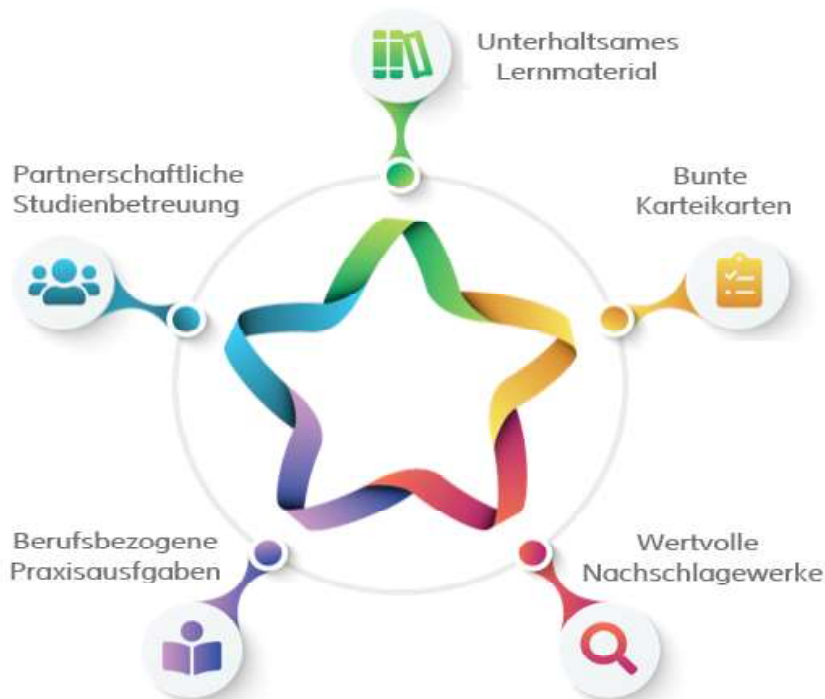 Unterhaltsames
Lernmaterial
Partnerschaftliche
Studienbetreuung
Bunte
Karteikarten
Berufsbezogene
Praxisausfgaben
Wertvolle
Nachschlagewerke